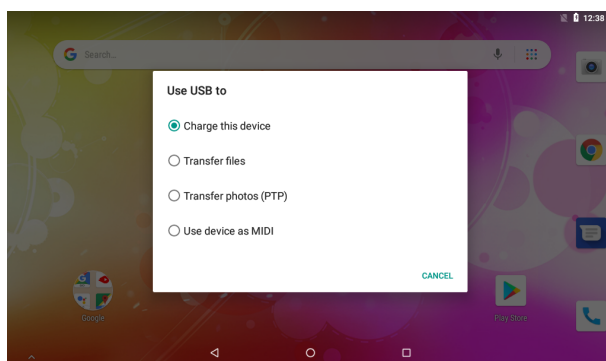 12:38
G Search...
Use USB to
Charge this device
Transfer files
Transfer photos (PTP)
Use device as MIDI
CANCEL
Google
Play Store